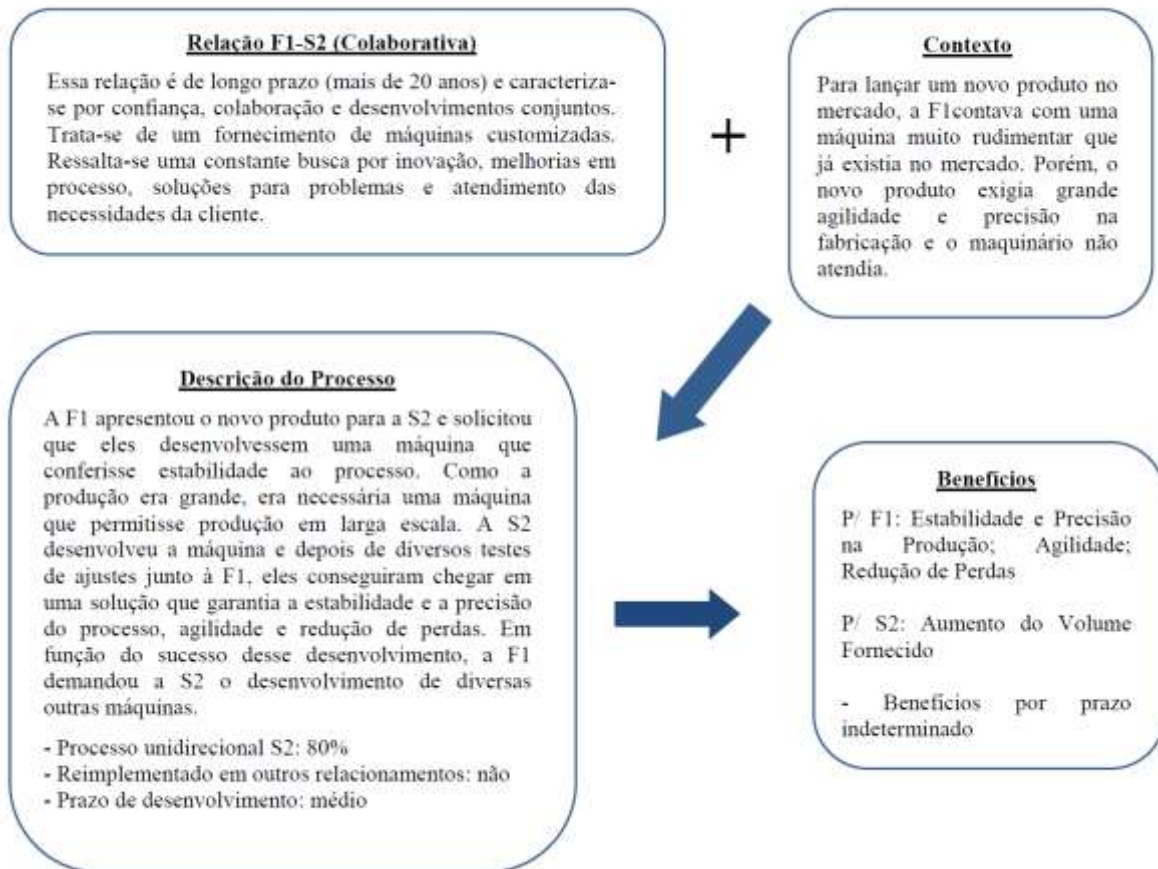 Relação F1-S2 (Colaborativa)
Essa relação é de longo prazo (mais de 20 anos) e caracteriza-
se por confiança, colaboração e desenvolvimentos conjuntos.
Trata-se de um fornecimento de máquinas customizadas.
Ressalta-se uma constante busca por inovação, melhorias em
processo, soluções para problemas e atendimento das
necessidades da cliente.
+
Contexto
Para lançar um novo produto no
mercado, a F1contava com uma
máquina muito rudimentar que
já existia no mercado. Porém, o
novo produto exigia grande
agilidade e precisão na
fabricação e o maquinário não
atendia.
Descrição do Processo
A F1 apresentou o novo produto para a S2 e solicitou
que eles desenvolvessem uma máquina que
conferisse estabilidade ao processo. Como a
produção era grande, era necessária uma máquina
que permitisse produção em larga escala. A S2
desenvolveu a máquina e depois de diversos testes
de ajustes junto à F1, eles conseguiram chegar em
uma solução que garantia a estabilidade e a precisão
do processo, agilidade e redução de perdas. Em
função do sucesso desse desenvolvimento, a F1
demandou a S2 o desenvolvimento de diversas
outras máquinas.
- Processo unidirecional S2: 80%
- Reimplementado em outros relacionamentos: não
- Prazo de desenvolvimento: médio
Benefícios
P/ F1: Estabilidade e Precisão
na Produção; Agilidade;
Redução de Perdas
P/ S2: Aumento do Volume
Fornecido
- Benefícios por prazo
indeterminado